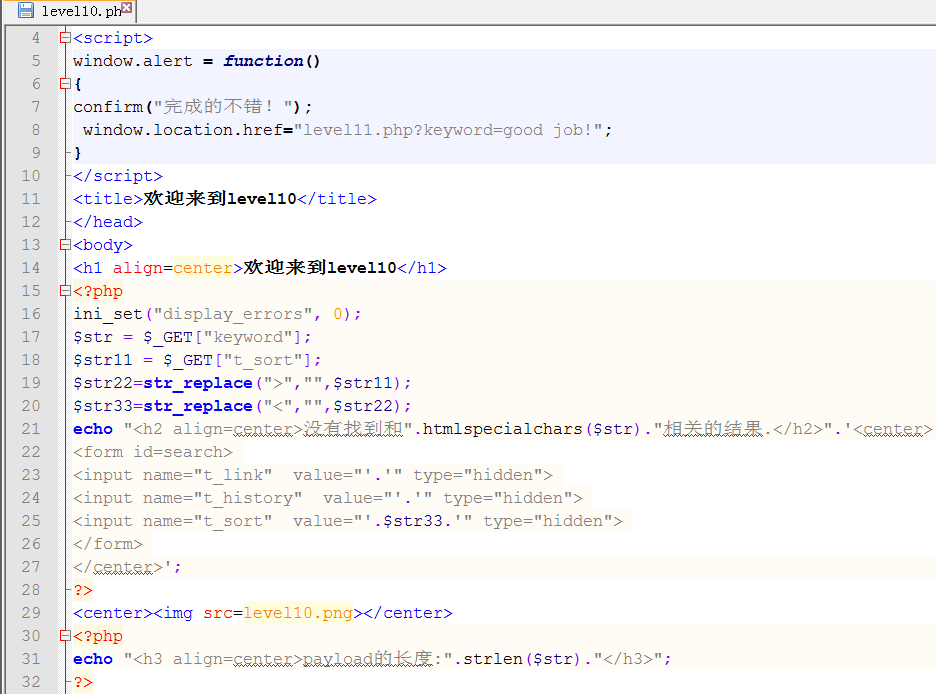 level10.ph
4 <script>
5 window.alert = function()
6 {
7 confirm("完成的不错！");
8  window.location.href="level11.php?keyword=good job!";
9 }
10 </script>
11 <title>欢迎来到level10</title>
12 </head>
13 <body>
14 <h1 align=center>欢迎来到level10</h1>
15 <?php
16 ini_set("display_errors", 0);
17 $str = $_GET["keyword"];
18 $str11 = $_GET["t_sort"];
19 $str22=str_replace(">","",$str11);
20 $str33=str_replace("<","",$str22);
21 echo "<h2 align=center>没有找到和".htmlspecialchars($str)."相关的结果.</h2>".'<center>
22 <form id=search>
23 <input name="t_link"  value="'.'" type="hidden">
24 <input name="t_history"  value="'.'" type="hidden">
25 <input name="t_sort"  value="'.$str33.'" type="hidden">
26 </form>
27 </center>';
28 ?>
29 <center><img src=level10.png></center>
30 <?php
31 echo "<h3 align=center>payload的长度:".strlen($str)."</h3>";
32 ?>